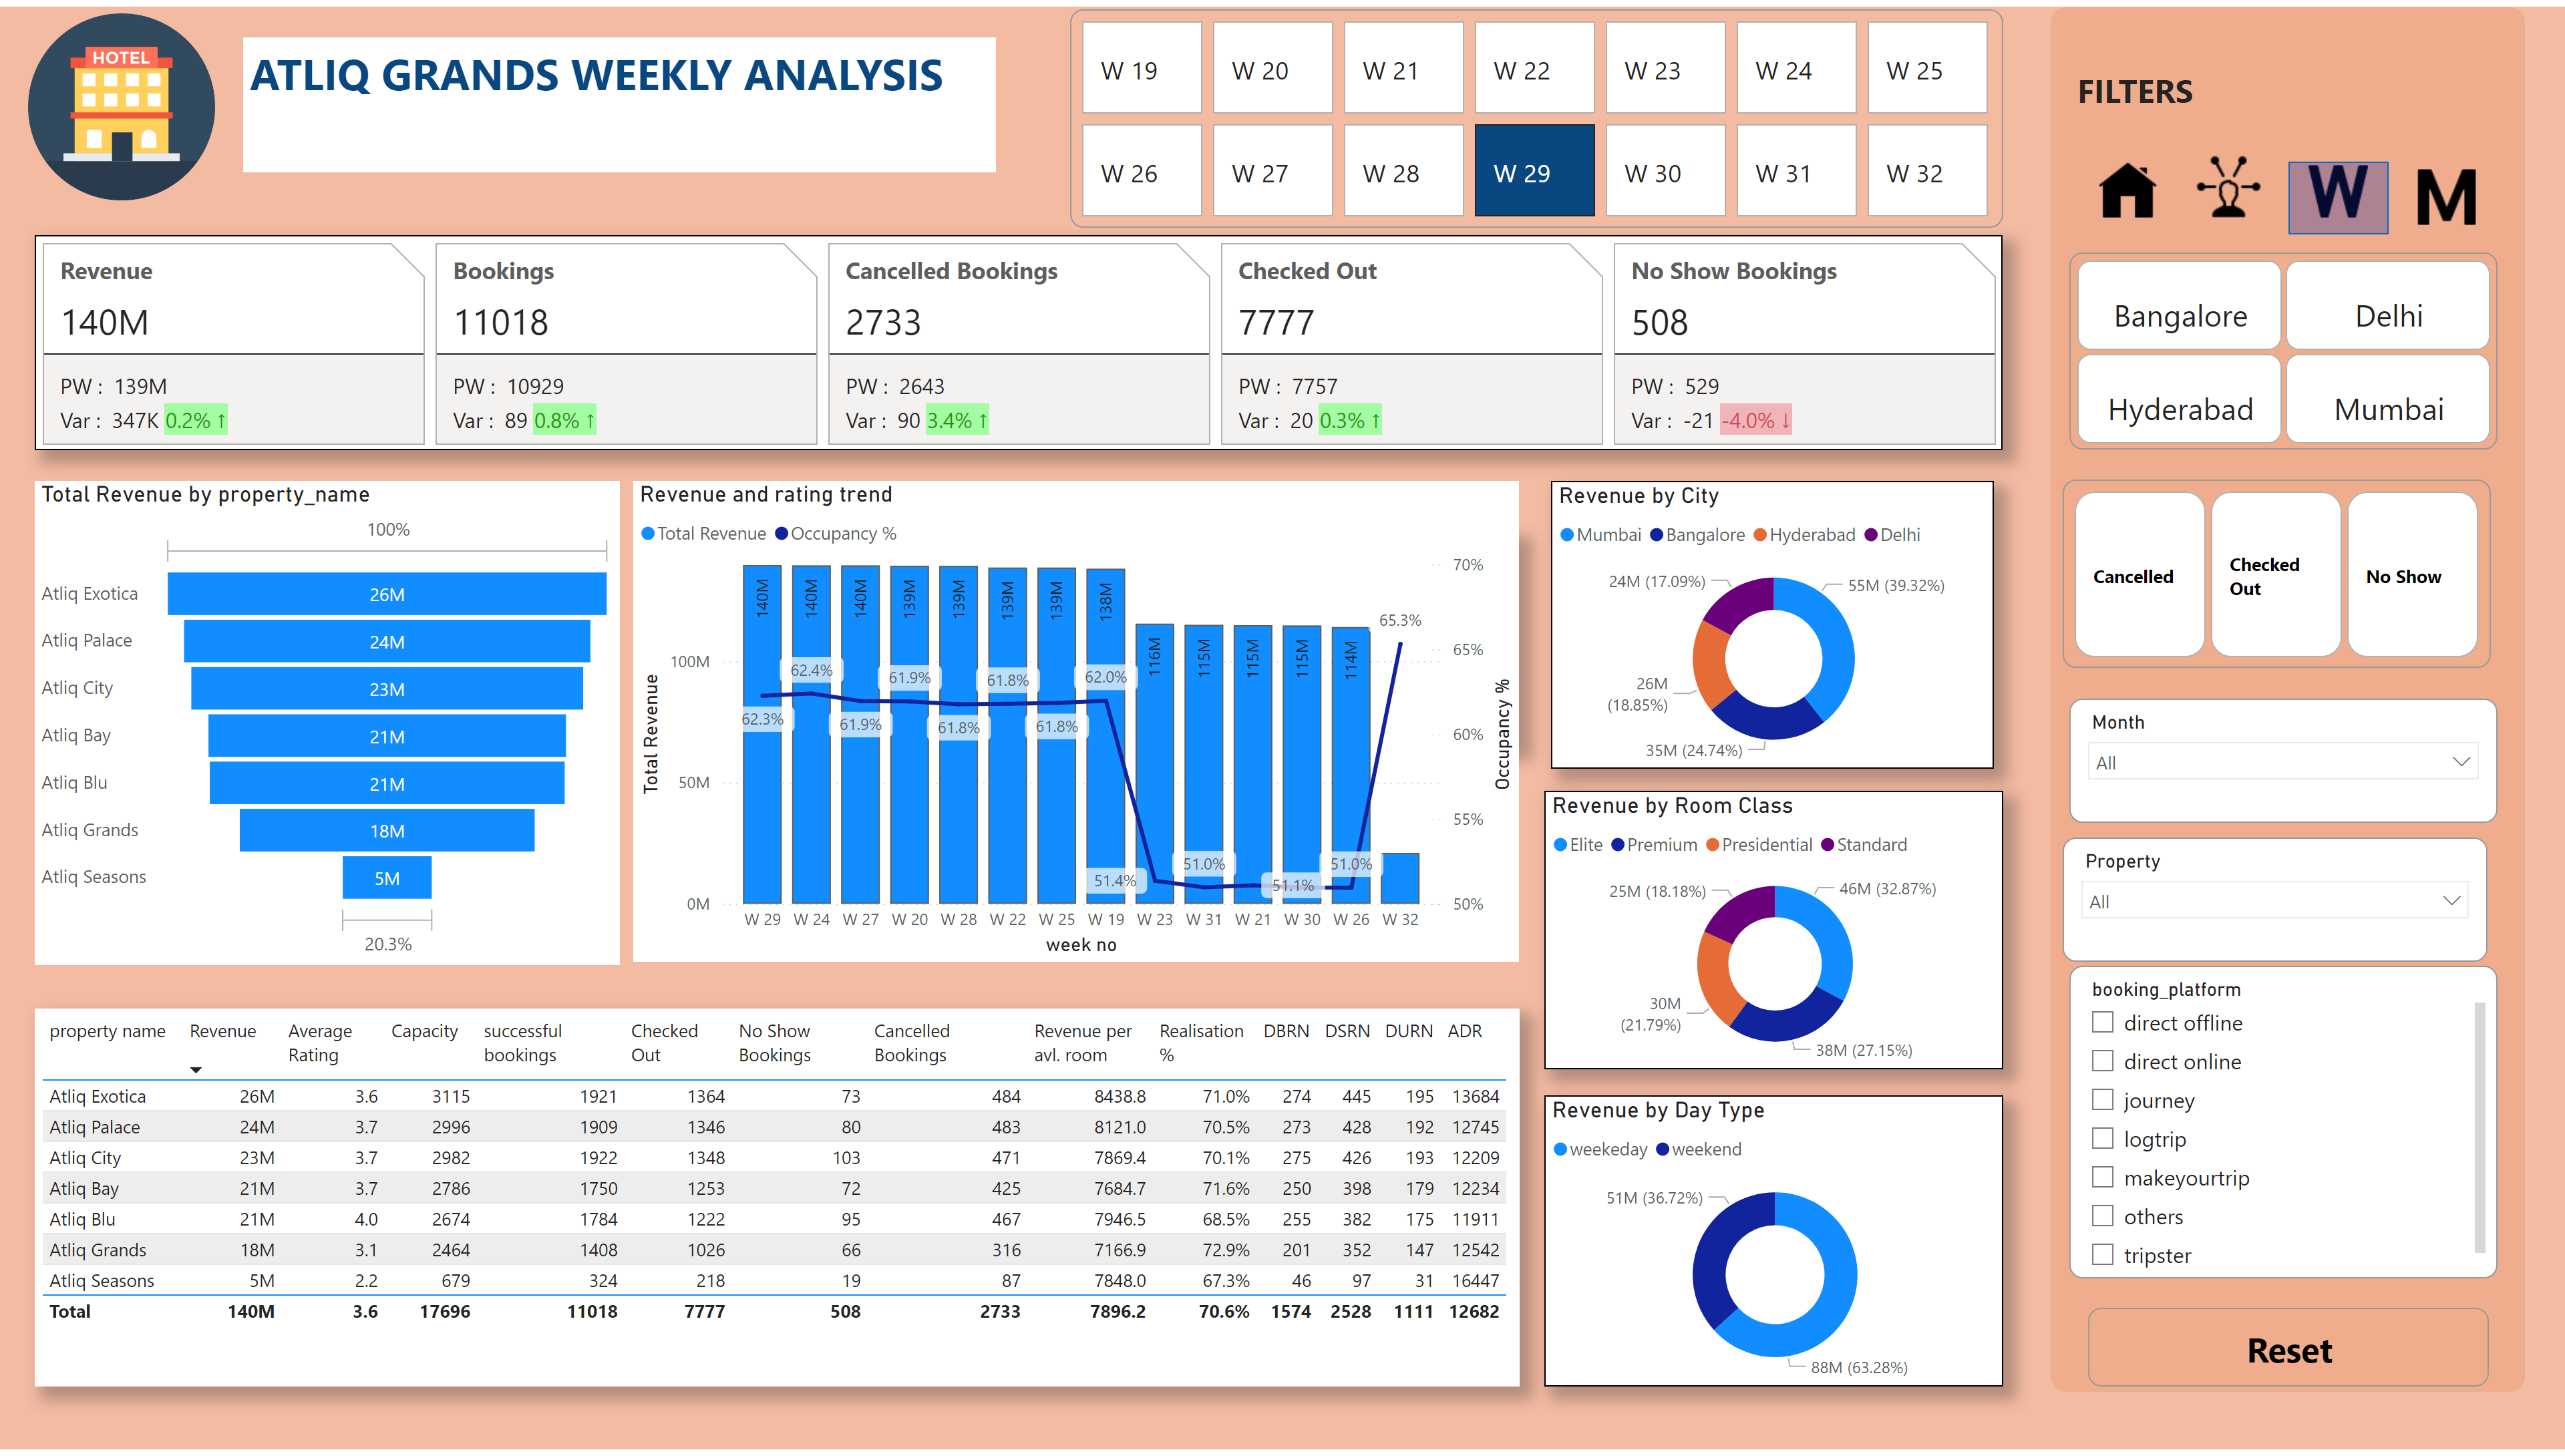 HOTEL
ATLIQ GRANDS WEEKLY ANALYSIS
W 19 W 20 W 21 W 22 W 23 W 24 W 25
W 26 W 27 W 28 W 29 W 30 W 31 W 32
FILTERS
W M
Revenue
140M
PW : 139M
Var : 347K 0.2% ↑
Bookings
11018
PW : 10929
Var : 89 0.8% ↑
Cancelled Bookings
2733
PW : 2643
Var : 90 3.4% ↑
Checked Out
7777
PW : 7757
Var : 20 0.3% ↑
No Show Bookings
508
PW : 529
Var : -21 -4.0% ↓
Bangalore Delhi
Hyderabad Mumbai
Cancelled
Checked
Out
No Show
Month
All
Property
All
booking_platform
direct offline
direct online
journey
logtrip
makeyourtrip
others
tripster
Reset
Total Revenue by property_name
100%
Atliq Exotica 26M
Atliq Palace 24M
Atliq City 23M
Atliq Bay 21M
Atliq Blu 21M
Atliq Grands 18M
Atliq Seasons 5M
20.3%
Revenue and rating trend
Total Revenue Occupancy %
Total Revenue
100M
50M
0M
140M 140M 140M 139M 139M 139M 139M 138M 116M 115M 115M 115M 114M
62.3% 62.4% 61.9% 61.9% 61.8% 61.8% 61.8% 62.0% 51.4% 51.0% 51.1% 51.0% 65.3%
70%
65%
60%
55%
50%
Occupancy %
W 29 W 24 W 27 W 20 W 28 W 22 W 25 W 19 W 23 W 31 W 21 W 30 W 26 W 32
week no
Revenue by City
Mumbai Bangalore Hyderabad Delhi
24M (17.09%)
55M (39.32%)
26M
(18.85%)
35M (24.74%)
Revenue by Room Class
Elite Premium Presidential Standard
25M (18.18%)
46M (32.87%)
30M
(21.79%)
38M (27.15%)
Revenue by Day Type
weekeday weekend
51M (36.72%)
88M (63.28%)
property name Revenue Average Rating Capacity successful bookings Checked Out No Show Bookings Cancelled Bookings Revenue per avl. room Realisation % DBRN DSRN DURN ADR
Atliq Exotica 26M 3.6 3115 1921 1364 73 484 8438.8 71.0% 274 445 195 13684
Atliq Palace 24M 3.7 2996 1909 1346 80 483 8121.0 70.5% 273 428 192 12745
Atliq City 23M 3.7 2982 1922 1348 103 471 7869.4 70.1% 275 426 193 12209
Atliq Bay 21M 3.7 2786 1750 1253 72 425 7684.7 71.6% 250 398 179 12234
Atliq Blu 21M 4.0 2674 1784 1222 95 467 7946.5 68.5% 255 382 175 11911
Atliq Grands 18M 3.1 2464 1408 1026 66 316 7166.9 72.9% 201 352 147 12542
Atliq Seasons 5M 2.2 679 324 218 19 87 7848.0 67.3% 46 97 31 16447
Total 140M 3.6 17696 11018 7777 508 2733 7896.2 70.6% 1574 2528 1111 12682